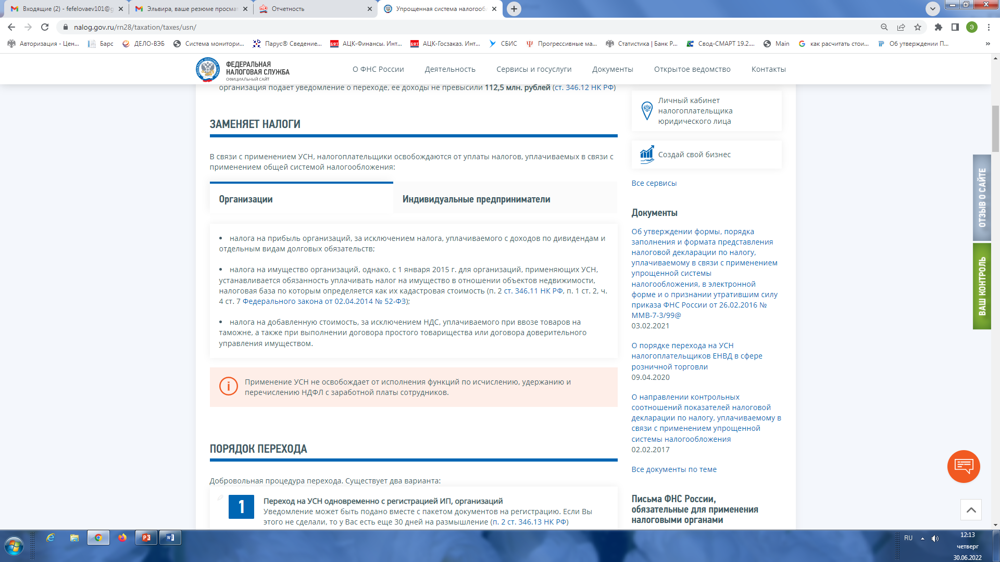 Входящие (2) - fefelovaev101@g
Эльвира, ваше резюме просмат
Отчетность
Упрощенная система налогооб
nalog.gov.ru/rn28/taxation/taxes/usn/
Э
Авторизация - Цен...
Барс
ДЕЛО-ВЭБ
Система монитори...
Парус® Сведение...
АЦК-Финансы. Инт...
АЦК-Госзаказ. Инт...
СБИС
Прогрессивные ма...
Статистика | Банк Р...
Свод-СМАРТ 19.2....
Main
как расчитать стои...
Об утверждении П...
»
ФЕДЕРАЛЬНАЯ
НАЛОГОВАЯ СЛУЖБА
ОФИЦИАЛЬНЫЙ САЙТ
О ФНС России
Деятельность
Сервисы и госуслуги
Документы
Открытое ведомство
Контакты
организация подает уведомление о переходе, ее доходы не превысили 112,5 млн. рублей (ст. 346.12 НК РФ)
ЗАМЕНЯЕТ НАЛОГИ
В связи с применением УСН, налогоплательщики освобождаются от уплаты налогов, уплачиваемых в связи с
применением общей системой налогообложения:
Организации
Индивидуальные предприниматели
• налога на прибыль организаций, за исключением налога, уплачиваемого с доходов по дивидендам и
отдельным видам долговых обязательств;
• налога на имущество организаций, однако, с 1 января 2015 г. для организаций, применяющих УСН,
устанавливается обязанность уплачивать налог на имущество в отношении объектов недвижимости,
налоговая база по которым определяется как их кадастровая стоимость (п. 2 ст. 346.11 НК РФ, п. 1 ст. 2, ч.
4 ст. 7 Федерального закона от 02.04.2014 № 52-ФЗ);
• налога на добавленную стоимость, за исключением НДС, уплачиваемого при ввозе товаров на
таможне, а также при выполнении договора простого товарищества или договора доверительного
управления имуществом.
Применение УСН не освобождает от исполнения функций по исчислению, удержанию и
перечислению НДФЛ с заработной платы сотрудников.
ПОРЯДОК ПЕРЕХОДА
Добровольная процедура перехода. Существует два варианта:
1
Переход на УСН одновременно с регистрацией ИП, организаций
Уведомление может быть подано вместе с пакетом документов на регистрацию. Если Вы
этого не сделали, то у Вас есть еще 30 дней на размышление (п. 2 ст. 346.13 НК РФ)
Личный кабинет
налогоплательщика
юридического лица
Создай свой бизнес
Все сервисы
Документы
Об утверждении формы, порядка
заполнения и формата представления
налоговой декларации по налогу,
уплачиваемому в связи с применением
упрощенной системы
налогообложения, в электронной
форме и о признании утратившим силу
приказа ФНС России от 26.02.2016 №
ММВ-7-3/99@
03.02.2021
О порядке перехода на УСН
налогоплательщиков ЕНВД в сфере
розничной торговли
09.04.2020
О направлении контрольных
соотношений показателей налоговой
декларации по налогу, уплачиваемому в
связи с применением упрощенной
системы налогообложения
02.02.2017
Все документы по теме
Письма ФНС России,
обязательные для применения
налоговыми органами
ОТЗЫВ О САЙТЕ
ВАШ КОНТРОЛЬ
RU
12:13
четверг
30.06.2022